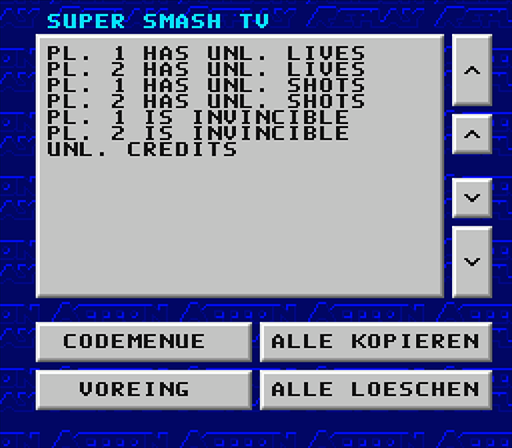 SUPER SMASH TV
PL. 1 HAS UNL. LIVES
PL. 2 HAS UNL. LIVES
PL. 1 HAS UNL. SHOTS
PL. 2 HAS UNL. SHOTS
PL. 1 IS INVINCIBLE
PL. 2 IS INVINCIBLE
UNL. CREDITS
CODEMENUE
ALLE KOPIEREN
VOREING
ALLE LOESCHEN